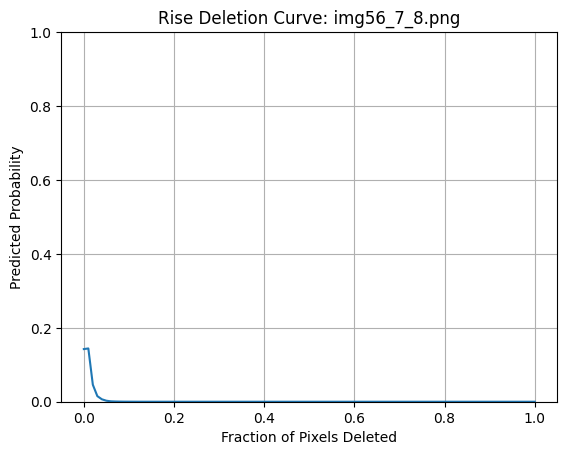 Rise Deletion Curve: img56_7_8.png
Predicted Probability
1.0
0.8
0.6
0.4
0.2
0.0
0.0 0.2 0.4 0.6 0.8 1.0
Fraction of Pixels Deleted